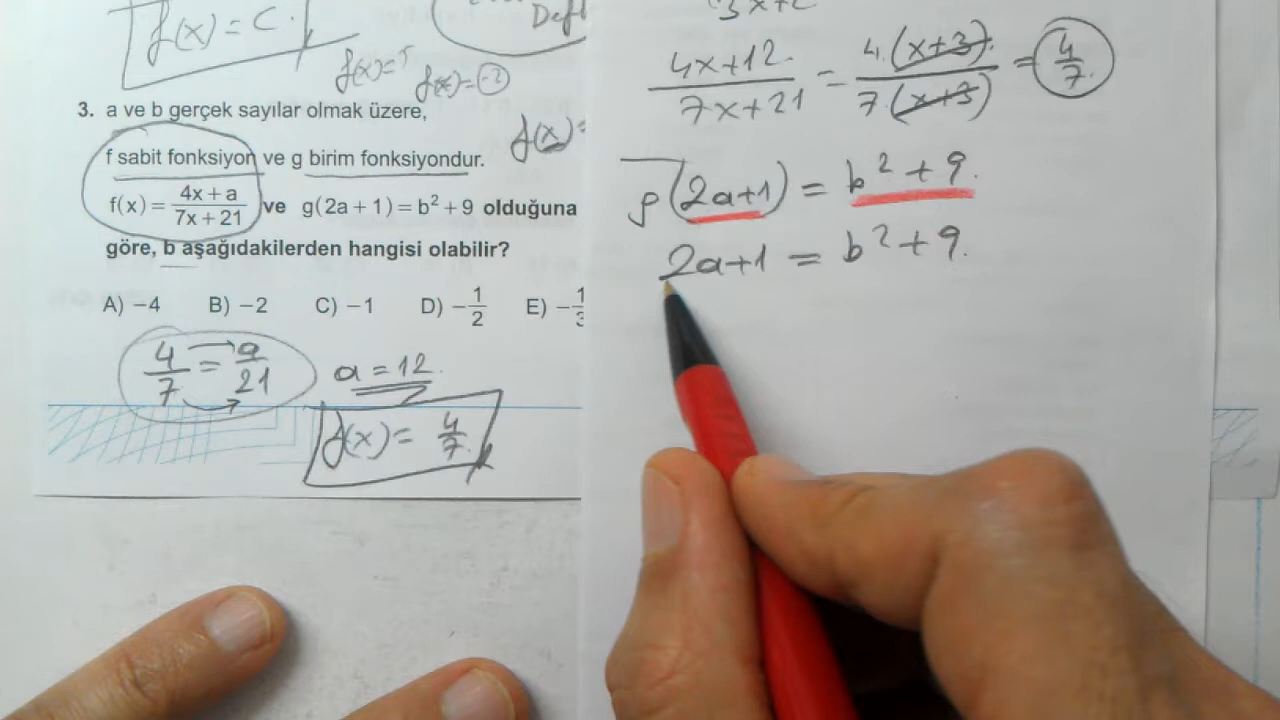 f(x) = C.
Def
f(x)=5 f(x)=-2
3. a ve b gerçek sayılar olmak üzere,
f(x)=
f sabit fonksiyon ve g birim fonksiyondur.
f(x) = 4x + a / 7x + 21 ve g(2a + 1) = b² + 9 olduğuna
göre, b aşağıdakilerden hangisi olabilir?
A) −4 B) −2 C) −1 D) −1/2 E) −1/3
4/7 = a/21 a = 12
f(x) = 4/7
4x+12 / 7x+21 = 4.(x+3) / 7.(x+3) = 4/7
g(2a+1) = b² + 9.
2a+1 = b² + 9.